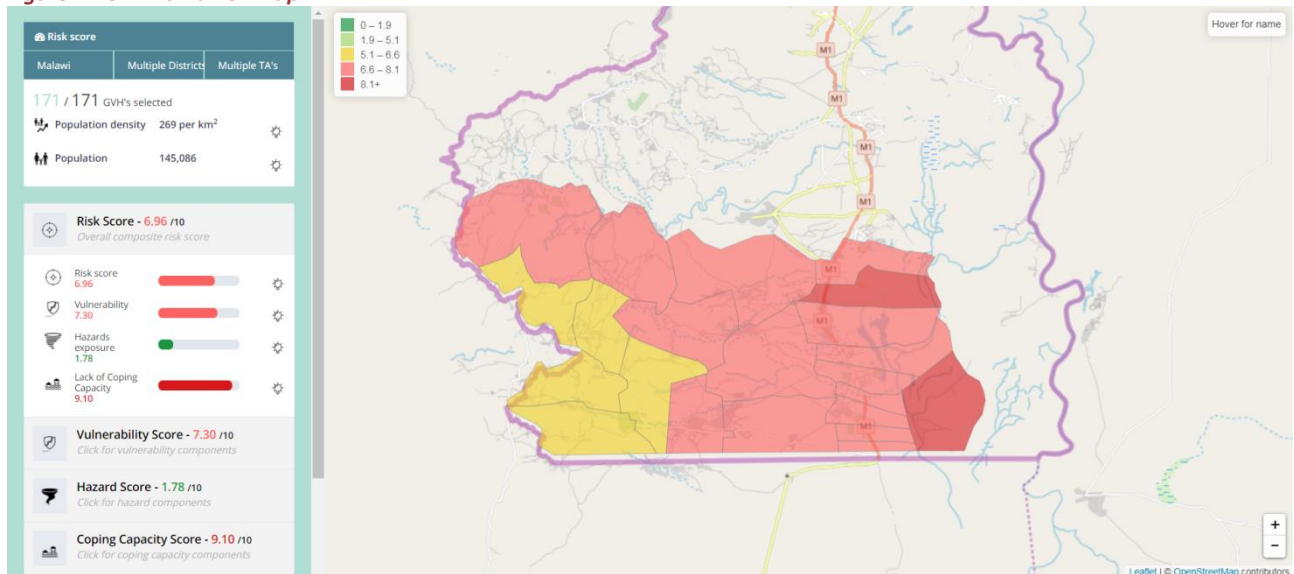 Risk score
Malawi Multiple Districts Multiple TA's
171 / 171 GVH's selected
Population density 269 per km²
Population 145,086
Risk Score - 6.96 /10
Overall composite risk score
Risk score
6.96
Vulnerability
7.30
Hazards
exposure
1.78
Lack of Coping
Capacity
9.10
Vulnerability Score - 7.30 /10
Click for vulnerability components
Hazard Score - 1.78 /10
Click for hazard components
Coping Capacity Score - 9.10 /10
Click for coping capacity components
0 – 1.9
1.9 – 5.1
5.1 – 6.6
6.6 – 8.1
8.1+
Hover for name
M1
M1
M1
M1
M1
M1
M1
+
−
Leaflet | © OpenStreetMap contributors